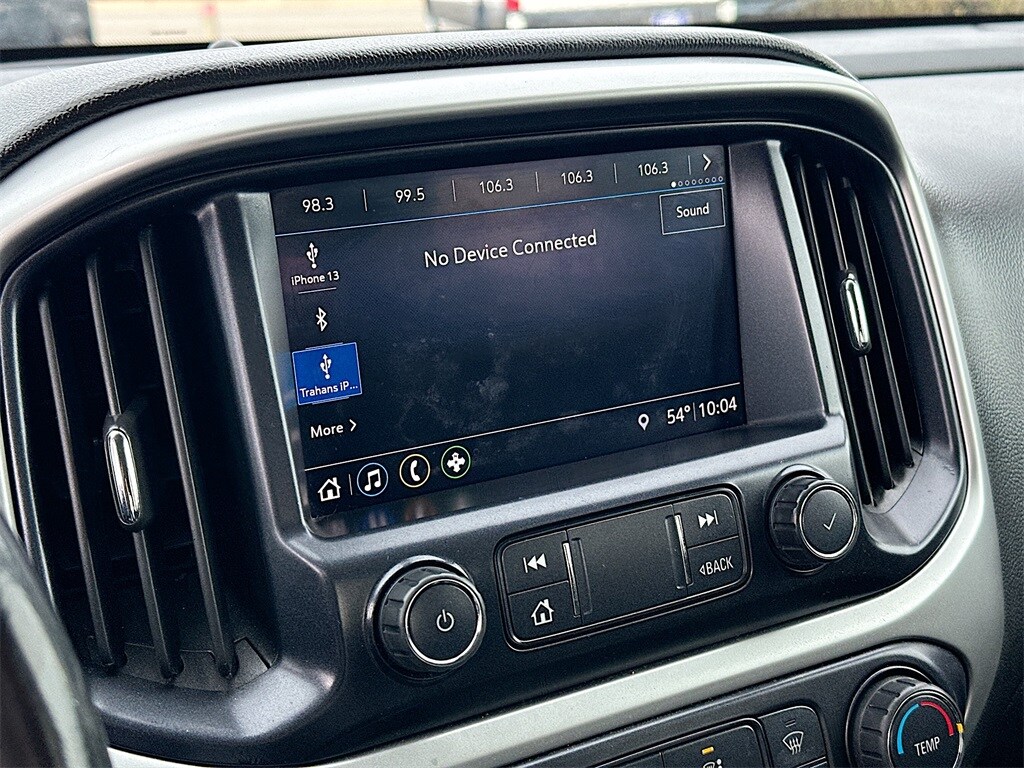 98.3 99.5 106.3 106.3 106.3
Sound
No Device Connected
iPhone 13
Trahans iP...
More
54° 10:04
BACK
TEMP